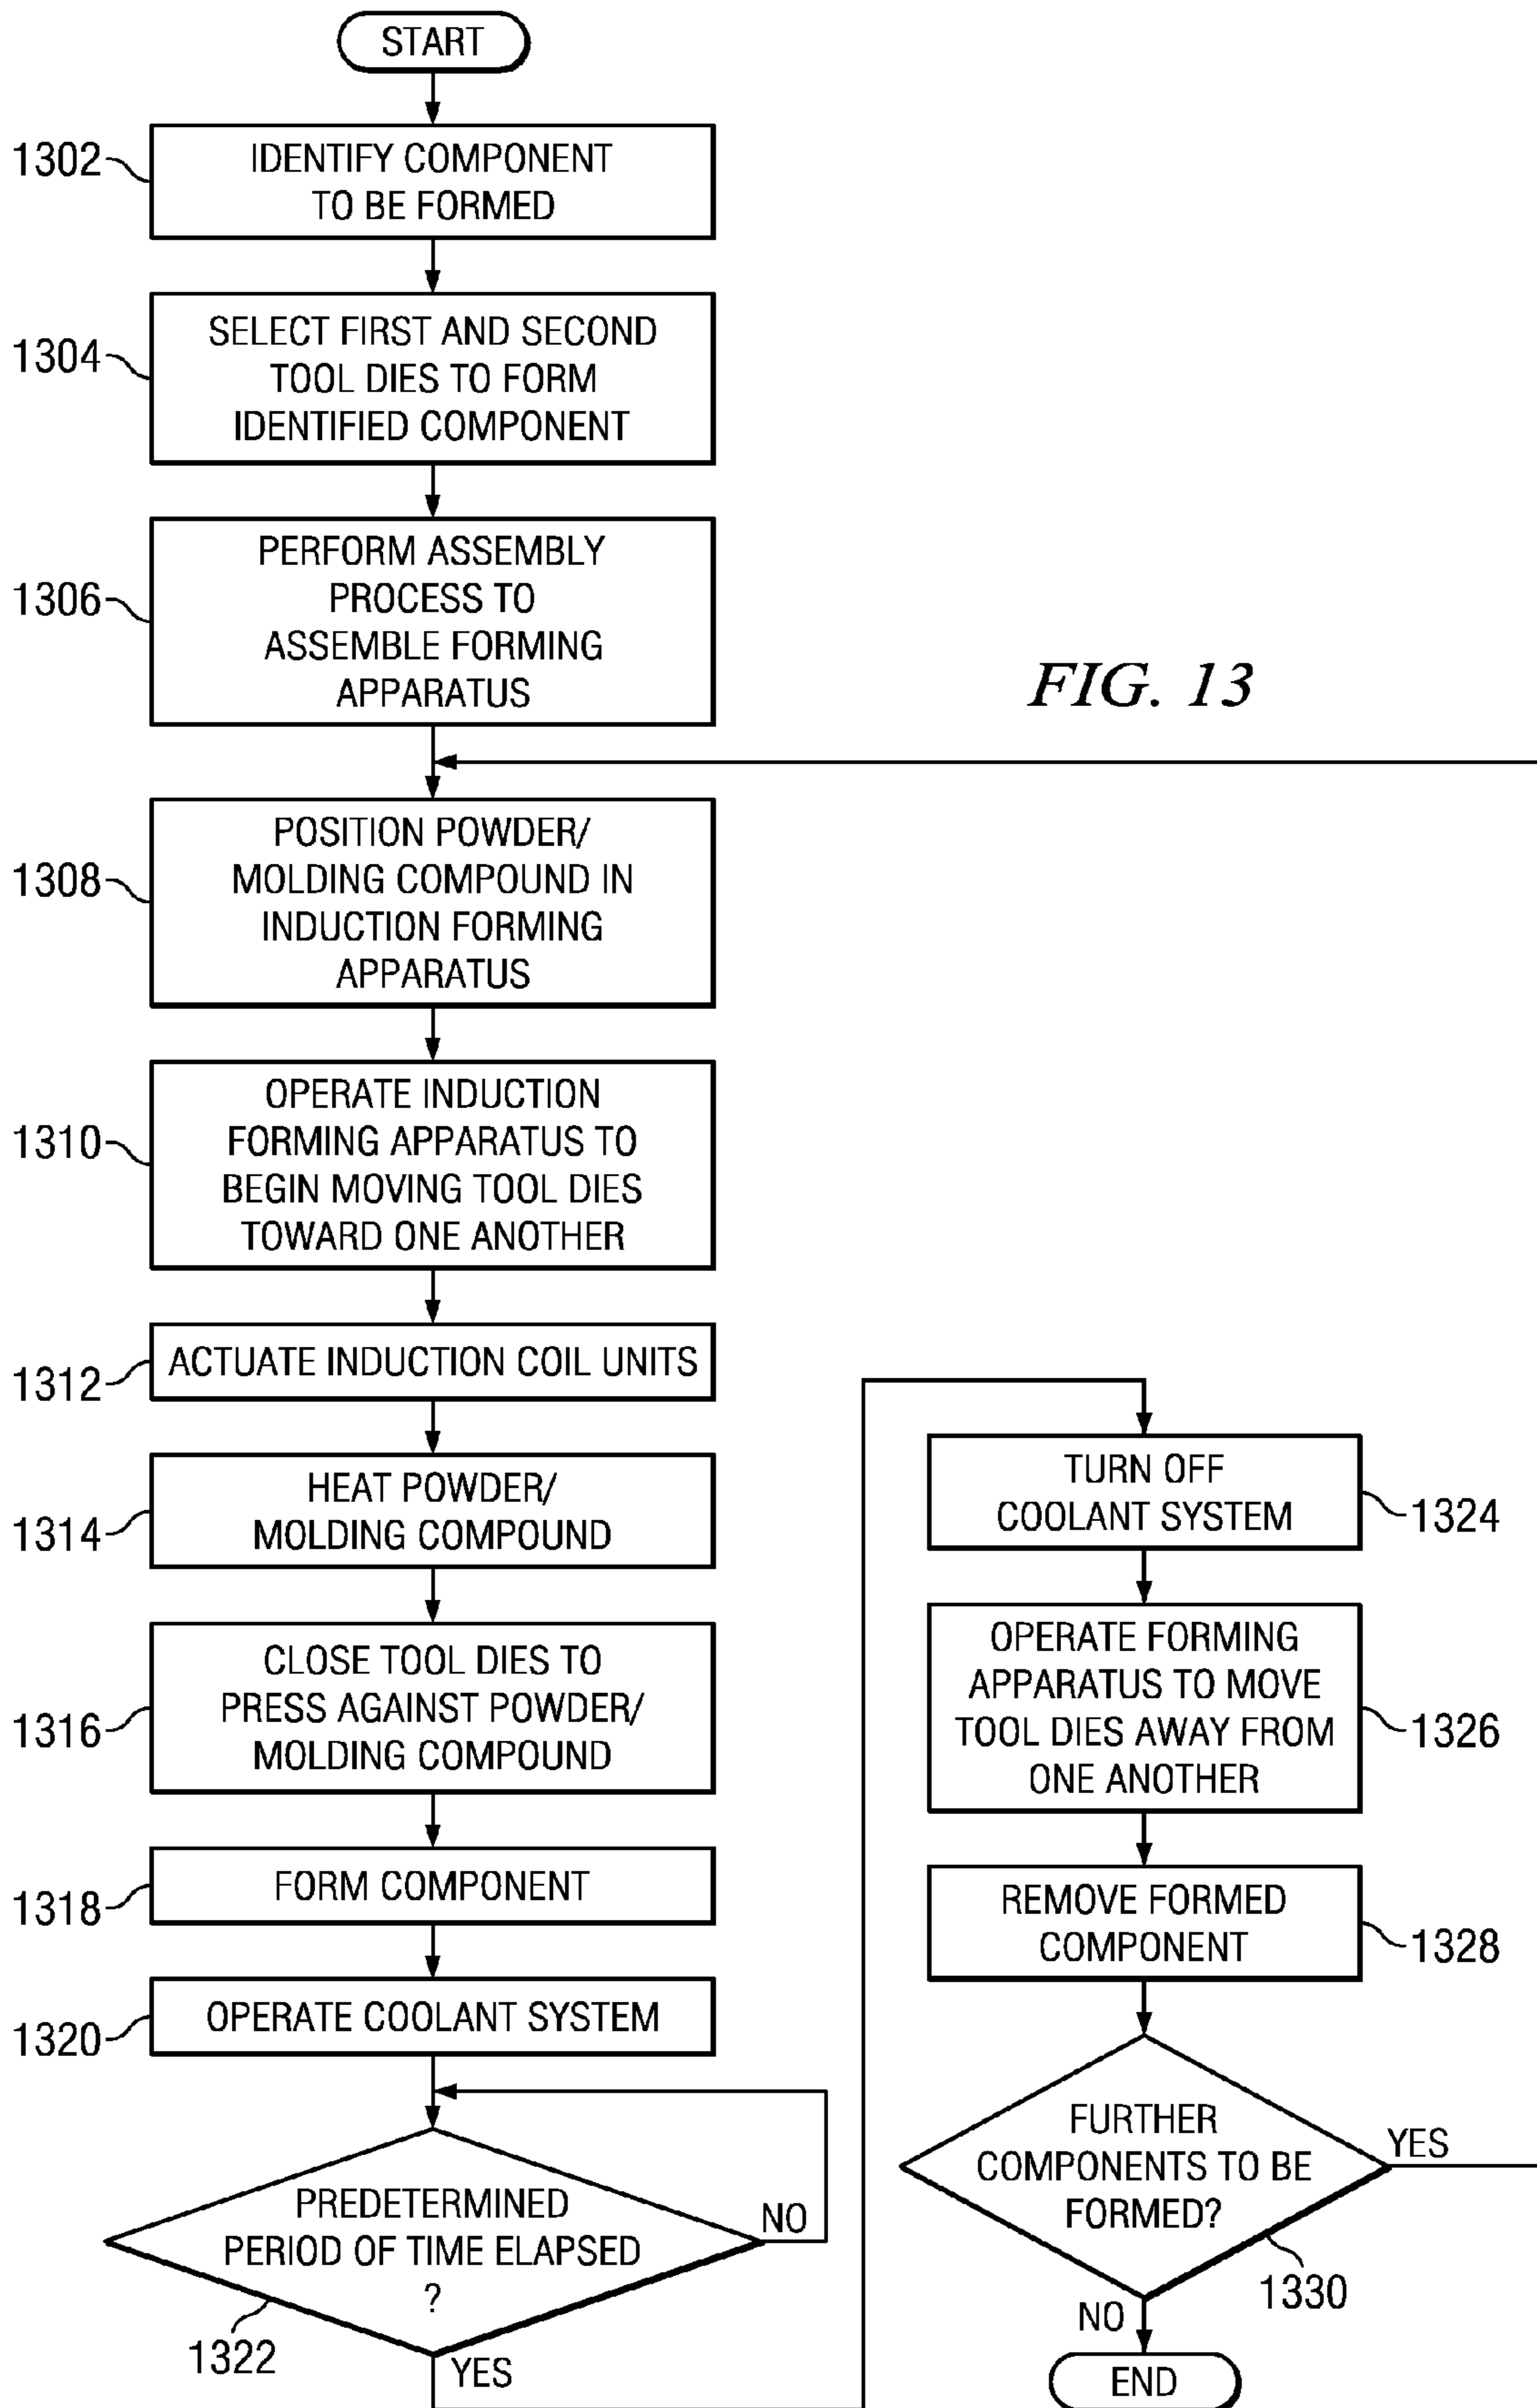 START
1302
IDENTIFY COMPONENT
TO BE FORMED
1304
SELECT FIRST AND SECOND
TOOL DIES TO FORM
IDENTIFIED COMPONENT
1306
PERFORM ASSEMBLY
PROCESS TO
ASSEMBLE FORMING
APPARATUS
FIG. 13
1308
POSITION POWDER/
MOLDING COMPOUND IN
INDUCTION FORMING
APPARATUS
1310
OPERATE INDUCTION
FORMING APPARATUS TO
BEGIN MOVING TOOL DIES
TOWARD ONE ANOTHER
1312
ACTUATE INDUCTION COIL UNITS
1314
HEAT POWDER/
MOLDING COMPOUND
1316
CLOSE TOOL DIES TO
PRESS AGAINST POWDER/
MOLDING COMPOUND
1318
FORM COMPONENT
1320
OPERATE COOLANT SYSTEM
PREDETERMINED
PERIOD OF TIME ELAPSED
?
NO
1322
YES
TURN OFF
COOLANT SYSTEM
1324
OPERATE FORMING
APPARATUS TO MOVE
TOOL DIES AWAY FROM
ONE ANOTHER
1326
REMOVE FORMED
COMPONENT
1328
FURTHER
COMPONENTS TO BE
FORMED?
YES
1330
NO
END